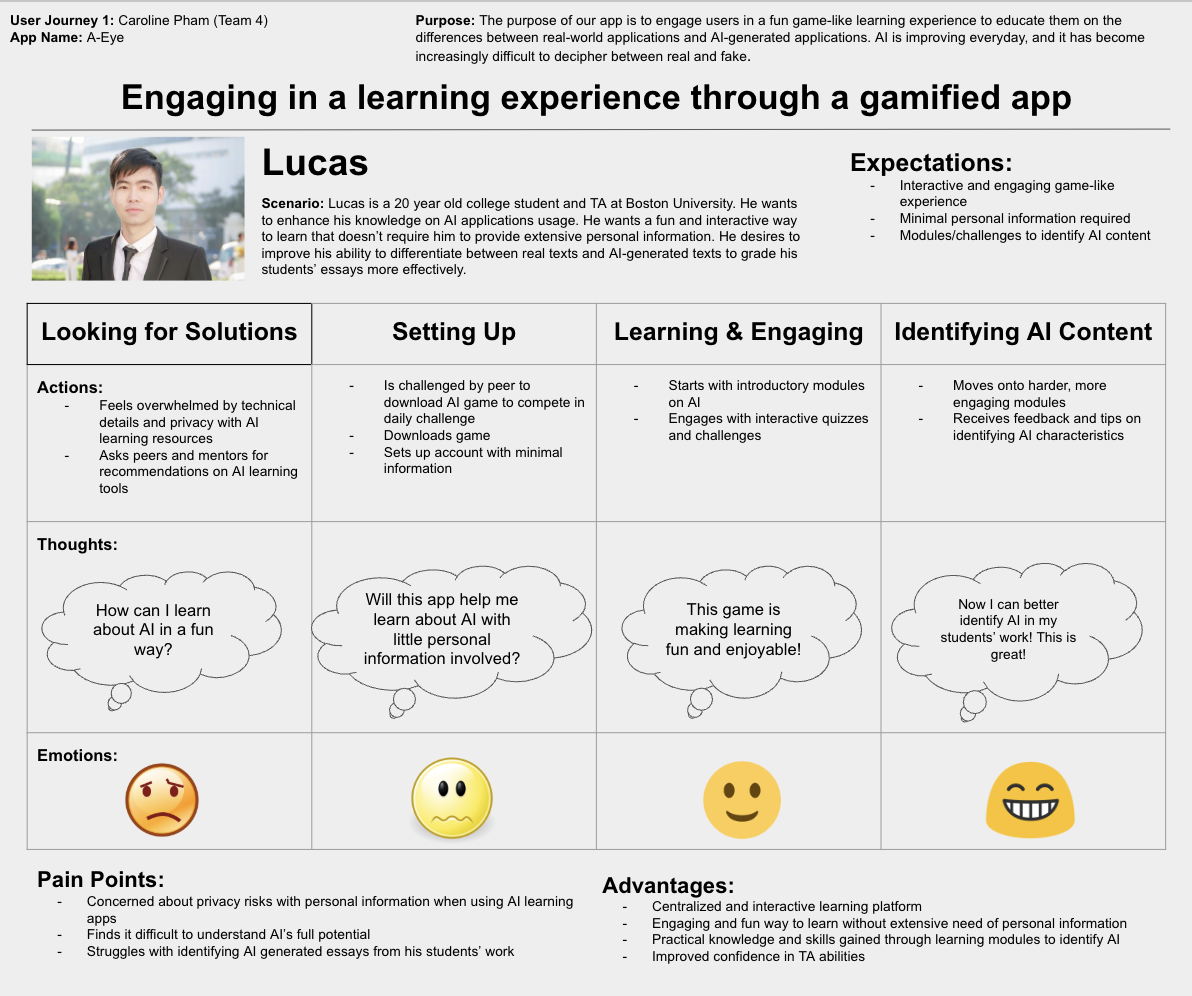 User Journey 1: Caroline Pham (Team 4)
App Name: A-Eye
Purpose: The purpose of our app is to engage users in a fun game-like learning experience to educate them on the
differences between real-world applications and AI-generated applications. AI is improving everyday, and it has become
increasingly difficult to decipher between real and fake.
Engaging in a learning experience through a gamified app
Lucas
Scenario: Lucas is a 20 year old college student and TA at Boston University. He wants
to enhance his knowledge on AI applications usage. He wants a fun and interactive way
to learn that doesn't require him to provide extensive personal information. He desires to
improve his ability to differentiate between real texts and AI-generated texts to grade his
students' essays more effectively.
Expectations:
- Interactive and engaging game-like
experience
- Minimal personal information required
- Modules/challenges to identify AI content
Looking for Solutions
Setting Up
Learning & Engaging
Identifying AI Content
Actions:
- Feels overwhelmed by technical
details and privacy with AI
learning resources
- Asks peers and mentors for
recommendations on AI learning
tools
- Is challenged by peer to
download AI game to compete in
daily challenge
- Downloads game
- Sets up account with minimal
information
- Starts with introductory modules
on AI
- Engages with interactive quizzes
and challenges
- Moves onto harder, more
engaging modules
- Receives feedback and tips on
identifying AI characteristics
Thoughts:
How can I learn
about AI in a fun
way?
Will this app help me
learn about AI with
little personal
information involved?
This game is
making learning
fun and enjoyable!
Now I can better
identify AI in my
students' work! This is
great!
Emotions:
Pain Points:
- Concerned about privacy risks with personal information when using AI learning
apps
- Finds it difficult to understand AI's full potential
- Struggles with identifying AI generated essays from his students' work
Advantages:
- Centralized and interactive learning platform
- Engaging and fun way to learn without extensive need of personal information
- Practical knowledge and skills gained through learning modules to identify AI
- Improved confidence in TA abilities